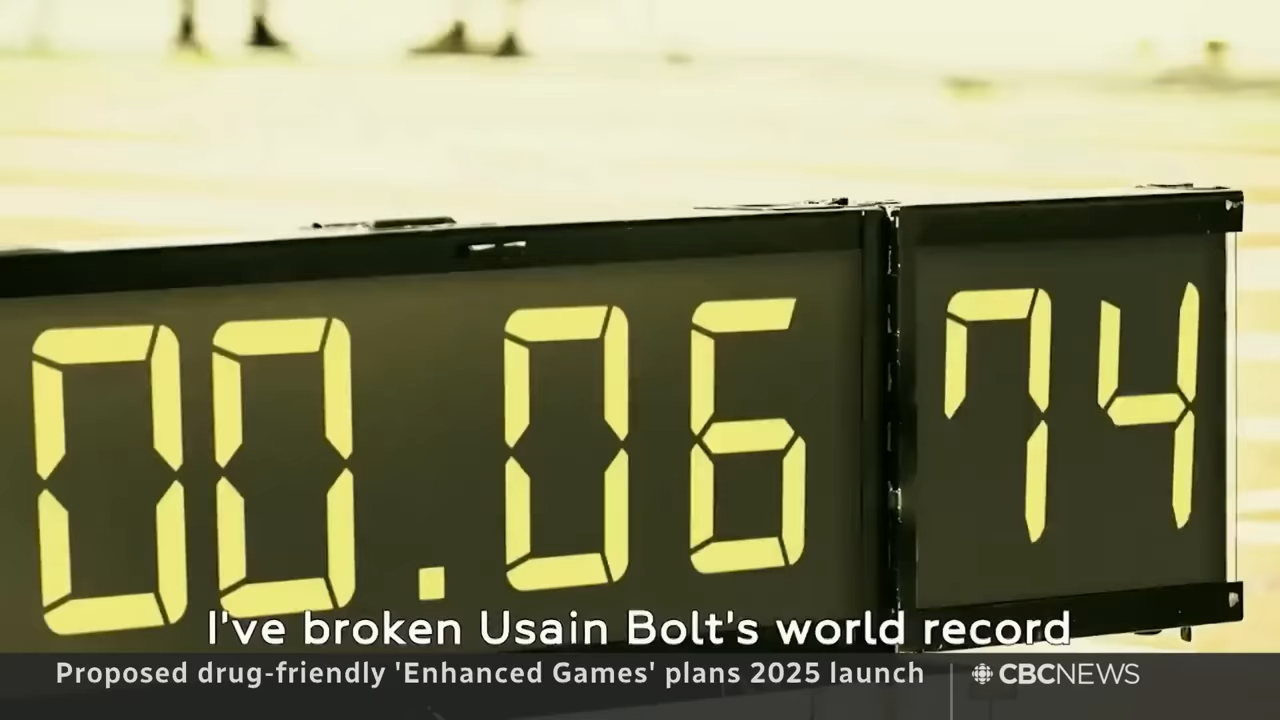 00.06 74
I've broken Usain Bolt's world record
Proposed drug-friendly 'Enhanced Games' plans 2025 launch
CBCNEWS